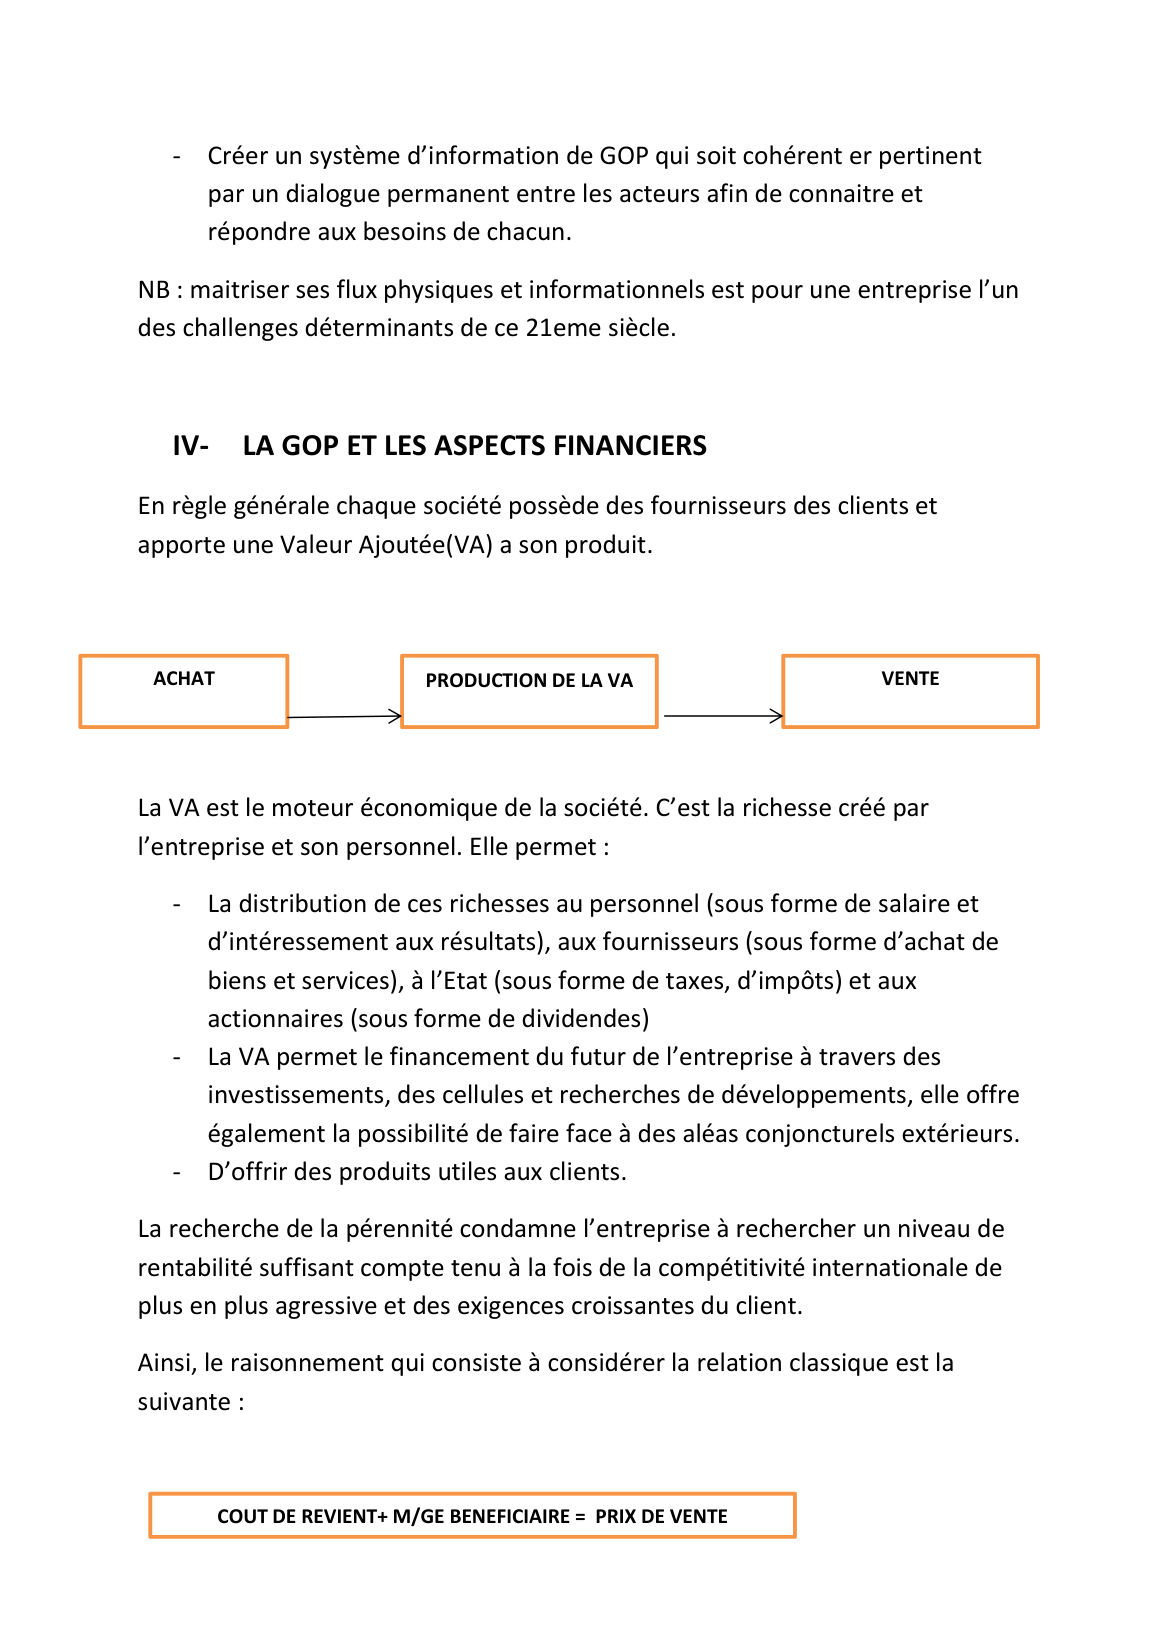 - Créer un système d’information de GOP qui soit cohérent er pertinent
par un dialogue permanent entre les acteurs afin de connaitre et
répondre aux besoins de chacun.
NB : maitriser ses flux physiques et informationnels est pour une entreprise l’un
des challenges déterminants de ce 21eme siècle.
IV- LA GOP ET LES ASPECTS FINANCIERS
En règle générale chaque société possède des fournisseurs des clients et
apporte une Valeur Ajoutée(VA) a son produit.
ACHAT
PRODUCTION DE LA VA
VENTE
La VA est le moteur économique de la société. C’est la richesse créé par
l’entreprise et son personnel. Elle permet :
- La distribution de ces richesses au personnel (sous forme de salaire et
d’intéressement aux résultats), aux fournisseurs (sous forme d’achat de
biens et services), à l’Etat (sous forme de taxes, d’impôts) et aux
actionnaires (sous forme de dividendes)
- La VA permet le financement du futur de l’entreprise à travers des
investissements, des cellules et recherches de développements, elle offre
également la possibilité de faire face à des aléas conjoncturels extérieurs.
- D’offrir des produits utiles aux clients.
La recherche de la pérennité condamne l’entreprise à rechercher un niveau de
rentabilité suffisant compte tenu à la fois de la compétitivité internationale de
plus en plus agressive et des exigences croissantes du client.
Ainsi, le raisonnement qui consiste à considérer la relation classique est la
suivante :
COUT DE REVIENT+ M/GE BENEFICIAIRE = PRIX DE VENTE